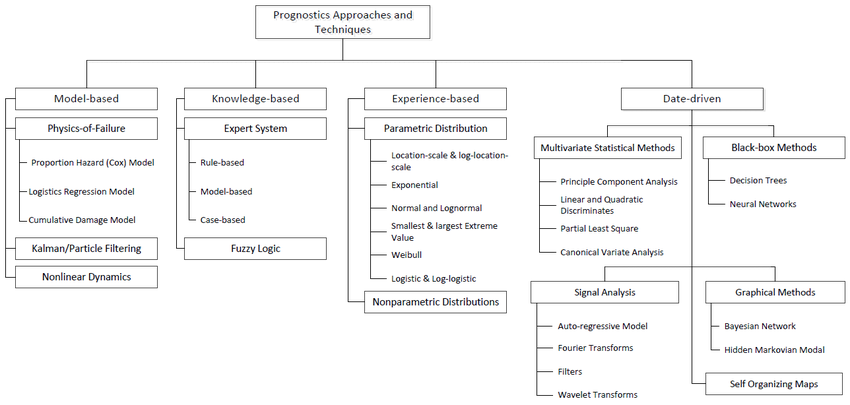 Prognostics Approaches and
Techniques
Model-based
Physics-of-Failure
Proportion Hazard (Cox) Model
Logistics Regression Model
Cumulative Damage Model
Kalman/Particle Filtering
Nonlinear Dynamics
Knowledge-based
Expert System
Rule-based
Model-based
Case-based
Fuzzy Logic
Experience-based
Parametric Distribution
Location-scale & log-location-
scale
Exponential
Normal and Lognormal
Smallest & largest Extreme
Value
Weibull
Logistic & Log-logistic
Nonparametric Distributions
Date-driven
Multivariate Statistical Methods
Principle Component Analysis
Linear and Quadratic
Discriminates
Partial Least Square
Canonical Variate Analysis
Black-box Methods
Decision Trees
Neural Networks
Signal Analysis
Auto-regressive Model
Fourier Transforms
Filters
Wavelet Transforms
Graphical Methods
Bayesian Network
Hidden Markovian Modal
Self Organizing Maps